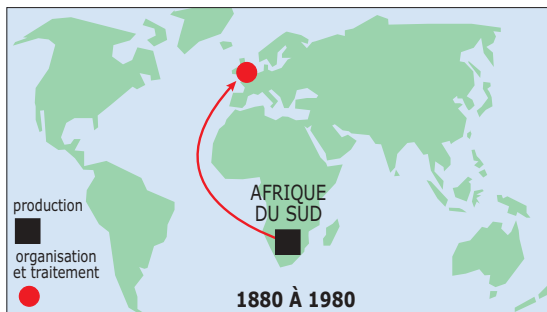 AFRIQUE
DU SUD
production
organisation
et traitement
1880 À 1980